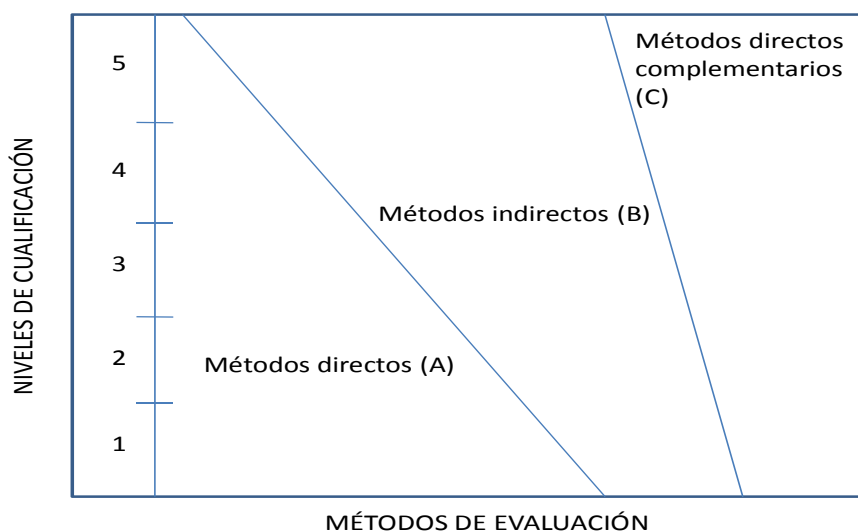 Métodos directos
complementarios
(C)
5
4
Métodos indirectos (B)
3
Métodos directos (A)
2
1
NIVELES DE CUALIFICACIÓN
MÉTODOS DE EVALUACIÓN